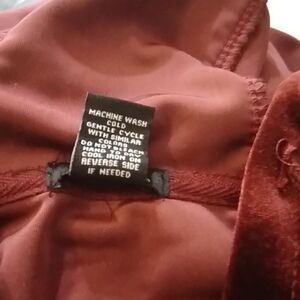 MACHINE WASH
COLD
GENTLE CYCLE
WITH SIMILAR
COLORS
DO NOT BLEACH
HANG TO DRY
COOL IRON ON
REVERSE SIDE
IF NEEDED